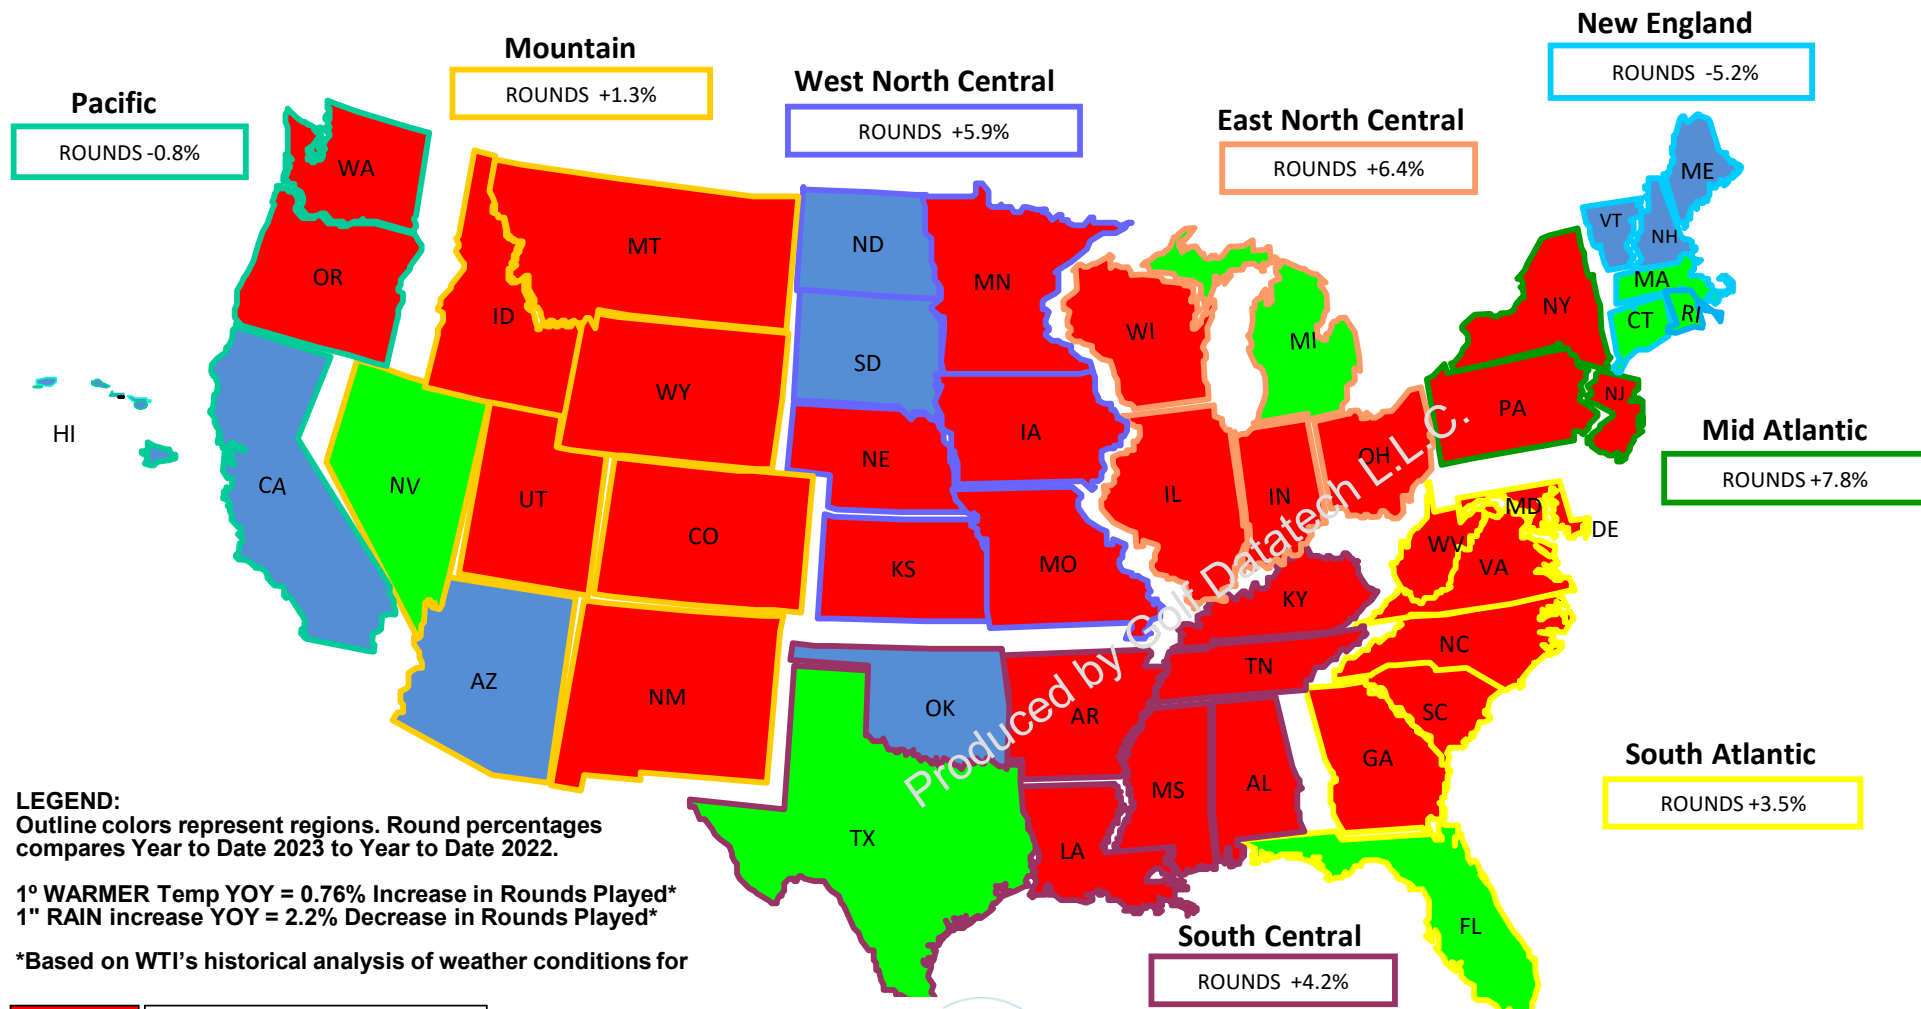 New England
ROUNDS -5.2%
Mountain
ROUNDS +1.3%
West North Central
ROUNDS +5.9%
Pacific
ROUNDS -0.8%
East North Central
ROUNDS +6.4%
WA
OR
MT
ID
WY
ND
SD
MN
WI
MI
ME
VT
NH
MA
CT
RI
NY
PA
NJ
HI
CA
NV
UT
CO
NE
IA
IL
IN
OH
Mid Atlantic
ROUNDS +7.8%
MD
DE
WV
VA
KS
MO
KY
AZ
NM
OK
AR
TN
NC
SC
GA
MS
AL
TX
LA
FL
Produced by Golf Datatech L.L.C.
South Atlantic
ROUNDS +3.5%
South Central
ROUNDS +4.2%
LEGEND:
Outline colors represent regions. Round percentages
compares Year to Date 2023 to Year to Date 2022.
1º WARMER Temp YOY = 0.76% Increase in Rounds Played*
1" RAIN increase YOY = 2.2% Decrease in Rounds Played*
*Based on WTI's historical analysis of weather conditions for